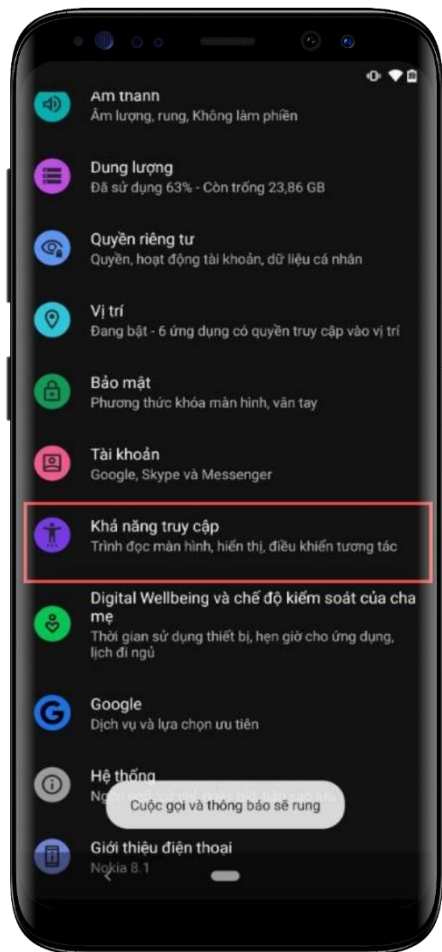 Âm thanh
Âm lượng, rung, Không làm phiền
Dung lượng
Đã sử dụng 63% - Còn trống 23,86 GB
Quyền riêng tư
Quyền, hoạt động tài khoản, dữ liệu cá nhân
Vị trí
Đang bật - 6 ứng dụng có quyền truy cập vào vị trí
Bảo mật
Phương thức khóa màn hình, vân tay
Tài khoản
Google, Skype và Messenger
Khả năng truy cập
Trình đọc màn hình, hiển thị, điều khiển tương tác
Digital Wellbeing và chế độ kiểm soát của cha
mẹ
Thời gian sử dụng thiết bị, hẹn giờ cho ứng dụng,
lịch đi ngủ
Google
Dịch vụ và lựa chọn ưu tiên
Hệ thống
Cuộc gọi và thông báo sẽ rung
Giới thiệu điện thoại
Nokia 8.1